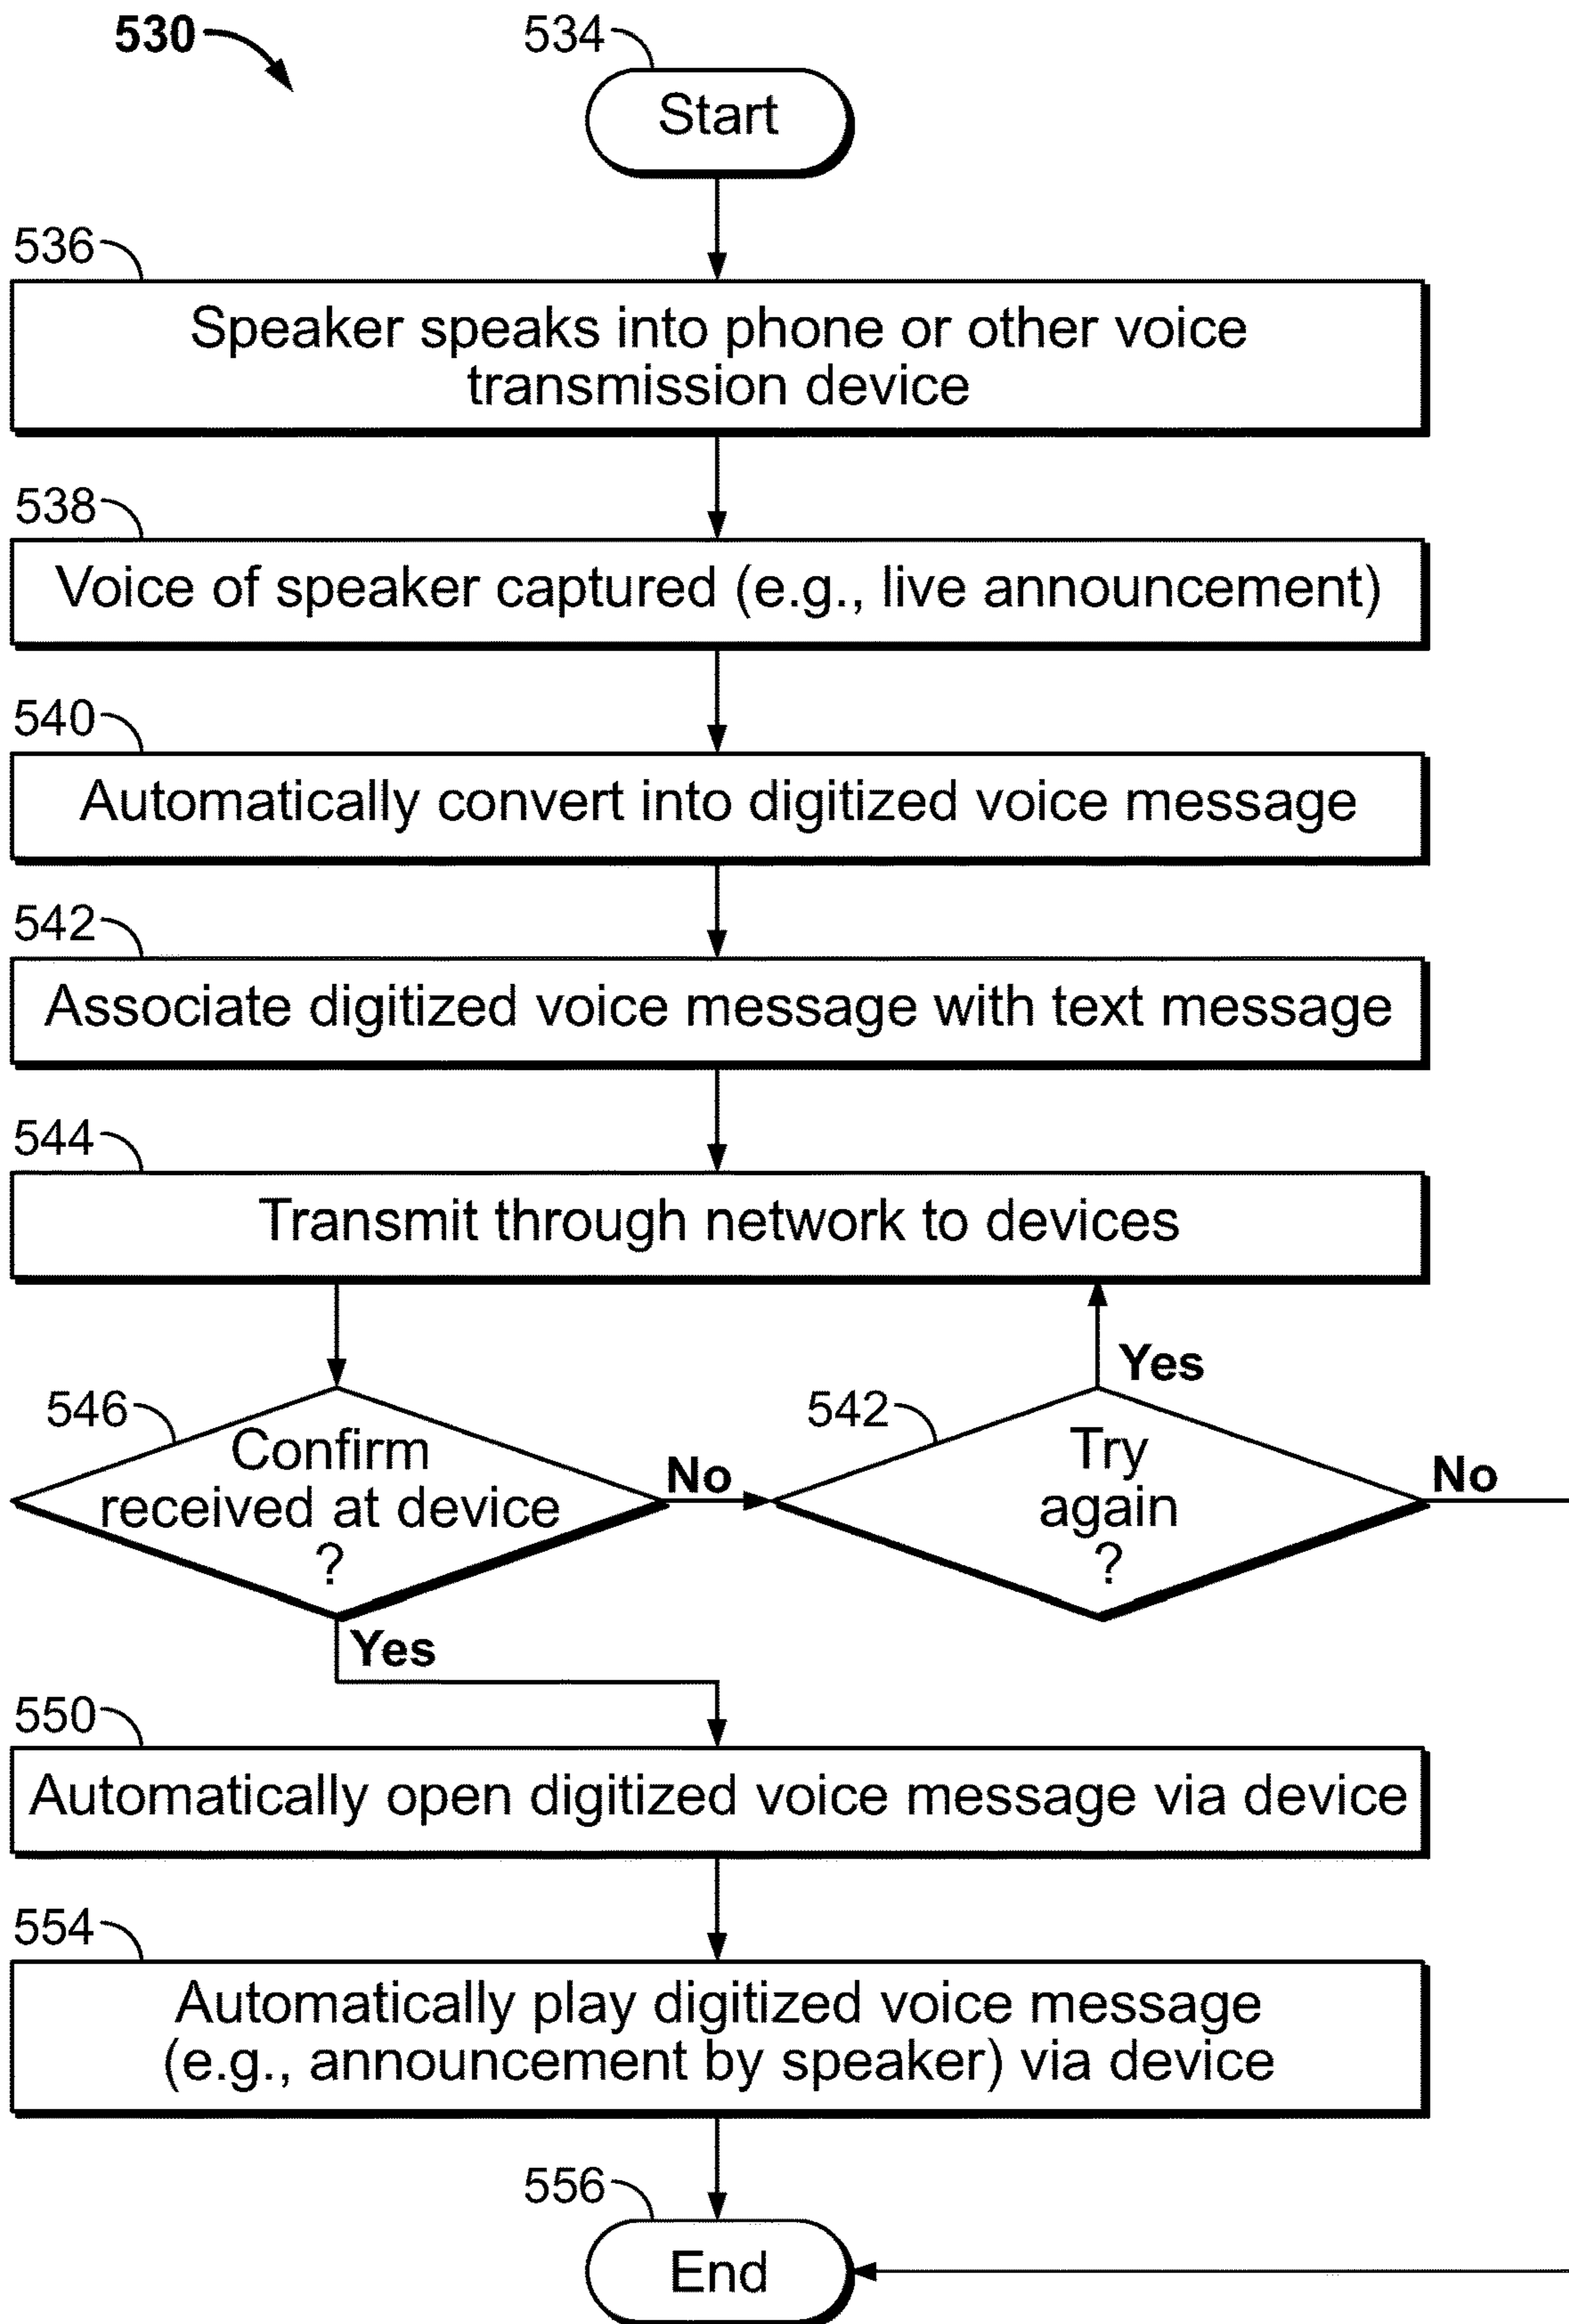 530
534
Start
536
Speaker speaks into phone or other voice
transmission device
538
Voice of speaker captured (e.g., live announcement)
540
Automatically convert into digitized voice message
542
Associate digitized voice message with text message
544
Transmit through network to devices
Yes
546
Confirm
received at device
?
No
542
Try
again
?
No
Yes
550
Automatically open digitized voice message via device
554
Automatically play digitized voice message
(e.g., announcement by speaker) via device
556
End